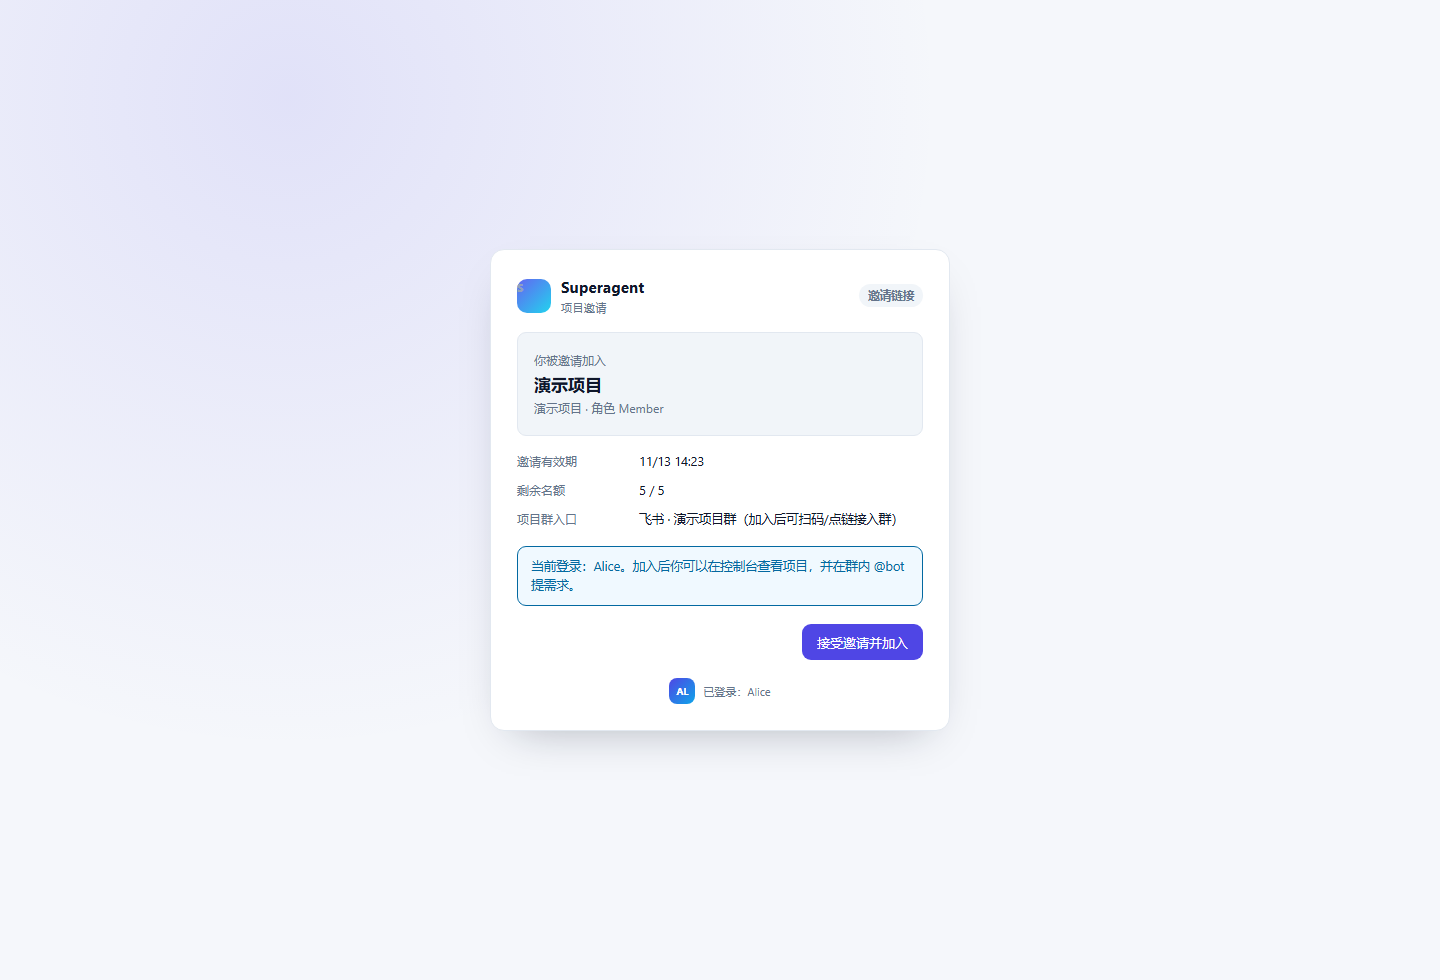 S
Superagent
项目邀请
邀请链接
你被邀请加入
演示项目
演示项目 · 角色 Member
邀请有效期 11/13 14:23
剩余名额 5 / 5
项目群入口 飞书 · 演示项目群（加入后可扫码/点链接入群）
当前登录：Alice。加入后你可以在控制台查看项目，并在群内 @bot
提需求。
接受邀请并加入
AL 已登录：Alice